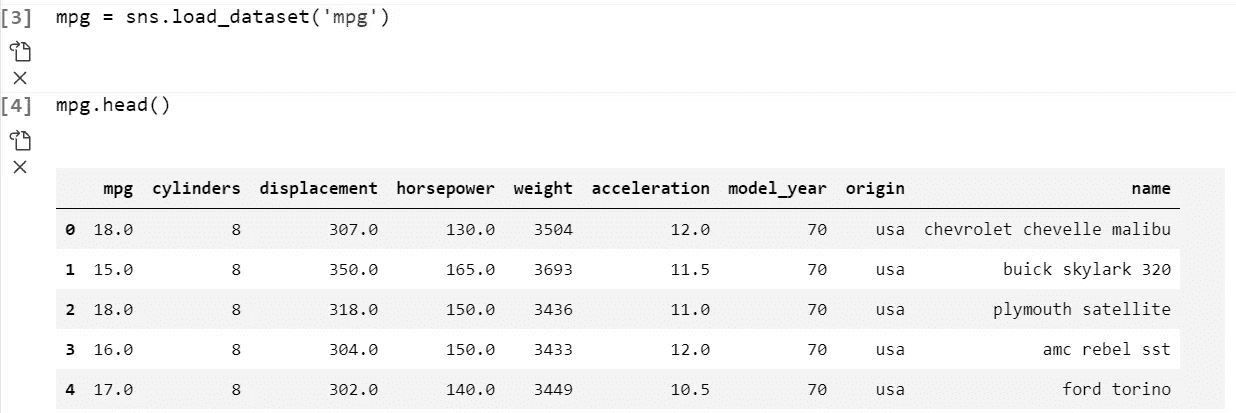 [3] mpg = sns.load_dataset('mpg')
[4] mpg.head()
mpg cylinders displacement horsepower weight acceleration model_year origin name
0 18.0 8 307.0 130.0 3504 12.0 70 usa chevrolet chevelle malibu
1 15.0 8 350.0 165.0 3693 11.5 70 usa buick skylark 320
2 18.0 8 318.0 150.0 3436 11.0 70 usa plymouth satellite
3 16.0 8 304.0 150.0 3433 12.0 70 usa amc rebel sst
4 17.0 8 302.0 140.0 3449 10.5 70 usa ford torino